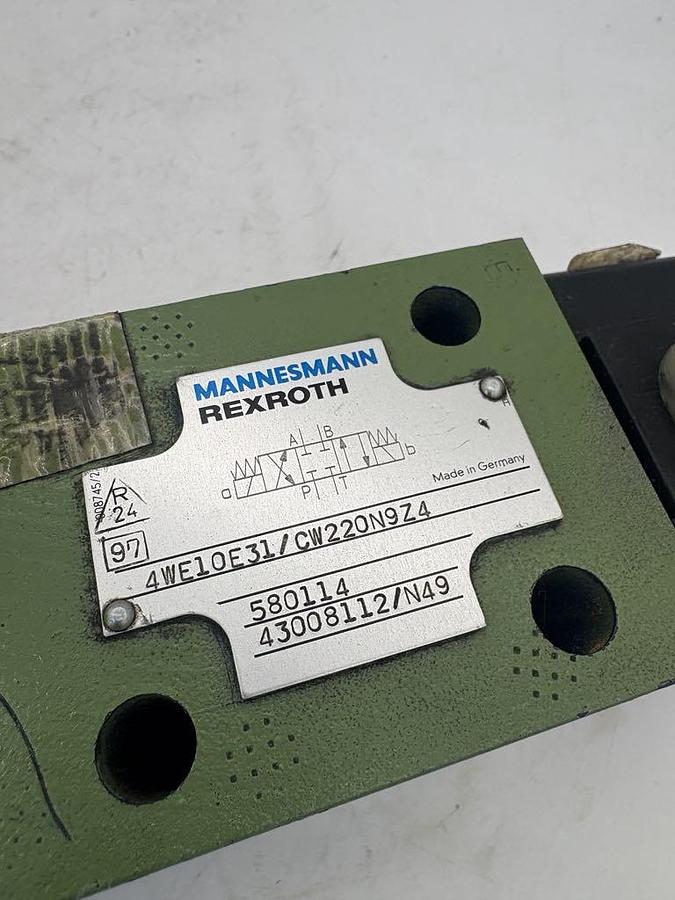 MANNESMANN
REXROTH
A B
a b
P T
Made in Germany
R
24
97
4WE10E31/CW220N9Z4
580114
43008112/N49